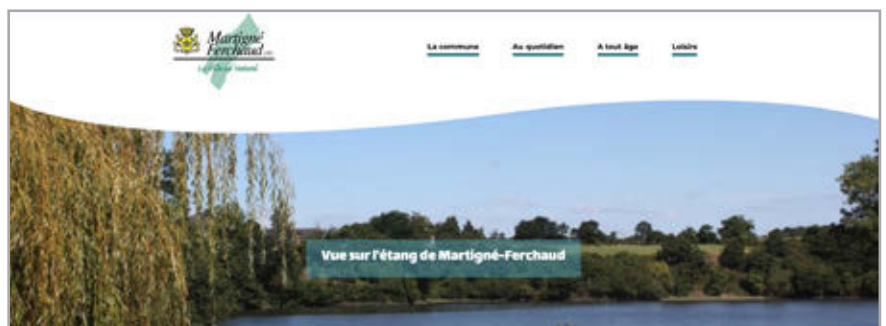 Martigné
Ferchaud
La commune
Au quotidien
A tout âge
Loisirs
Vue sur l'étang de Martigné-Ferchaud